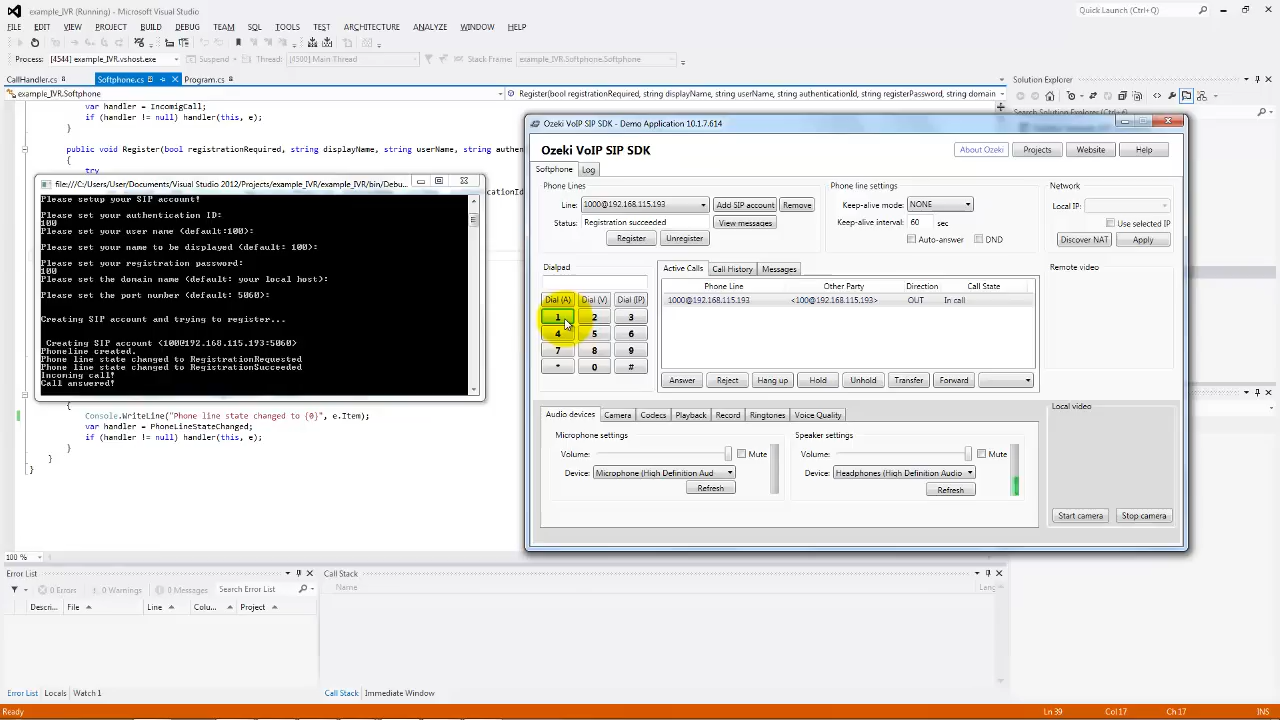 example_IVR (Running) - Microsoft Visual Studio
Quick Launch (Ctrl+Q)
FILE EDIT VIEW PROJECT BUILD DEBUG TEAM SQL TOOLS TEST ARCHITECTURE ANALYZE WINDOW HELP
Process: [4544] example_IVR.vshost.exe Suspend Thread: [4500] Main Thread Stack Frame: example_IVR.Softphone.Softphone
CallHandler.cs Softphone.cs Program.cs
Solution Explorer
example_IVR.Softphone
Register(bool registrationRequired, string displayName, string userName, string authenticationId, string registerPassword, string domain
var handler = IncomigCall;
if (handler != null) handler(this, e);
}
public void Register(bool registrationRequired, string displayName, string userName, string authen
{
try
file:///C:/Users/User/Documents/Visual Studio 2012/Projects/example_IVR/example_IVR/bin/Debu...
Please setup your SIP account!
Please set your authentication ID:
100
Please set your user name (default:100):
Please set your name to be displayed (default: 100):
Please set your registration password:
100
Please set the domain name (default: your local host):
Please set the port number (default: 5060):
Creating SIP account and trying to register...
Creating SIP account <100@192.168.115.193:5060>
Phoneline created.
Phone line state changed to RegistrationRequested
Phone line state changed to RegistrationSucceeded
Incoming call!
Call answered!
{
Console.WriteLine("Phone line state changed to {0}", e.Item);
var handler = PhoneLineStateChanged;
if (handler != null) handler(this, e);
}
}
}
Ozeki VoIP SIP SDK - Demo Application 10.1.7.614
Ozeki VoIP SIP SDK
About Ozeki Projects Website Help
Softphone Log
Phone Lines
Line: 1000@192.168.115.193 Add SIP account Remove
Status: Registration succeeded View messages
Register Unregister
Phone line settings
Keep-alive mode: NONE
Keep-alive interval: 60 sec
Auto-answer DND
Network
Local IP:
Use selected IP
Discover NAT Apply
Dialpad
Dial (A) Dial (V) Dial (IP)
1 2 3
4 5 6
7 8 9
* 0 #
Active Calls Call History Messages
Phone Line Other Party Direction Call State
1000@192.168.115.193 <100@192.168.115.193> OUT In call
Answer Reject Hang up Hold Unhold Transfer Forward
Remote video
Audio devices Camera Codecs Playback Record Ringtones Voice Quality
Microphone settings
Volume: Mute
Device: Microphone (High Definition Aud
Refresh
Speaker settings
Volume: Mute
Device: Headphones (High Definition Audio
Refresh
Local video
Start camera Stop camera
100 %
Error List
0 Errors 0 Warnings 0 Messages Search Error List
Descri... File Line Colu... Project
Call Stack
Name Lang
Error List Locals Watch 1
Call Stack Immediate Window
Ready
Ln 39 Col 17 Ch 17 INS